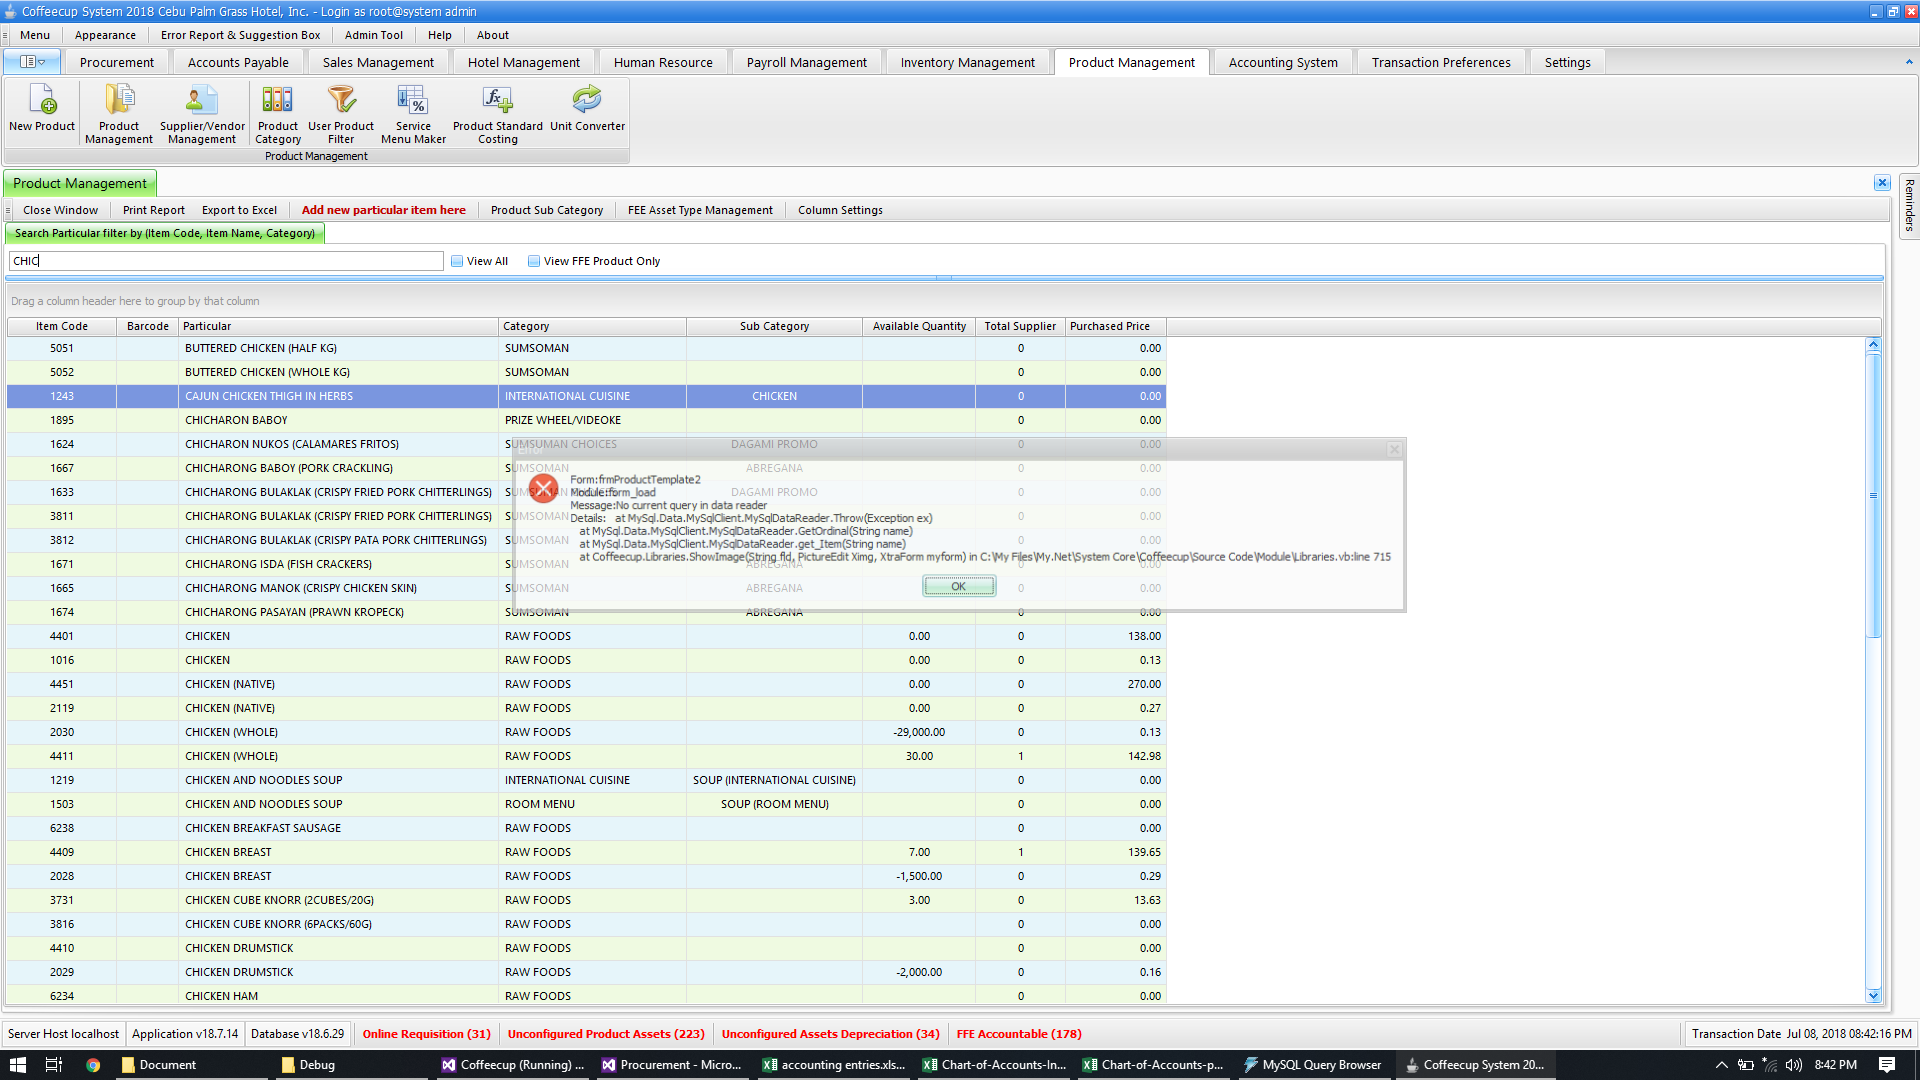 Coffeecup System 2018 Cebu Palm Grass Hotel, Inc. - Login as root@system admin
Menu Appearance Error Report & Suggestion Box Admin Tool Help About
Procurement Accounts Payable Sales Management Hotel Management Human Resource Payroll Management Inventory Management Product Management Accounting System Transaction Preferences Settings
New Product Product Management Supplier/Vendor Management Product Category User Product Filter Service Menu Maker Product Standard Costing Unit Converter
Product Management
Product Management
Reminders
Close Window Print Report Export to Excel Add new particular item here Product Sub Category FEE Asset Type Management Column Settings
Search Particular filter by (Item Code, Item Name, Category)
CHIC View All View FFE Product Only
Drag a column header here to group by that column
Item Code Barcode Particular Category Sub Category Available Quantity Total Supplier Purchased Price
5051 BUTTERED CHICKEN (HALF KG) SUMSOMAN 0 0.00
5052 BUTTERED CHICKEN (WHOLE KG) SUMSOMAN 0 0.00
1243 CAJUN CHICKEN THIGH IN HERBS INTERNATIONAL CUISINE CHICKEN 0 0.00
1895 CHICHARON BABOY PRIZE WHEEL/VIDEOKE 0 0.00
1624 CHICHARON NUKOS (CALAMARES FRITOS) SUMSUMAN CHOICES DAGAMI PROMO 0 0.00
1667 CHICHARONG BABOY (PORK CRACKLING) SUMSOMAN ABREGANA 0 0.00
1633 CHICHARONG BULAKLAK (CRISPY FRIED PORK CHITTERLINGS) DAGAMI PROMO 0 0.00
3811 CHICHARONG BULAKLAK (CRISPY FRIED PORK CHITTERLINGS) SUMSOMAN 0 0.00
3812 CHICHARONG BULAKLAK (CRISPY PATA PORK CHITTERLINGS) SUMSOMAN
1671 CHICHARONG ISDA (FISH CRACKERS) SUMSOMAN ABREGANA
1665 CHICHARONG MANOK (CRISPY CHICKEN SKIN) SUMSOMAN ABREGANA 0 0.00
1674 CHICHARONG PASAYAN (PRAWN KROPECK) SUMSOMAN ABREGANA 0 0.00
Error
Form:frmProductTemplate2
Module:form_load
Message:No current query in data reader
Details: at MySql.Data.MySqlClient.MySqlDataReader.Throw(Exception ex)
at MySql.Data.MySqlClient.MySqlDataReader.GetOrdinal(String name)
at MySql.Data.MySqlClient.MySqlDataReader.get_Item(String name)
at Coffeecup.Libraries.ShowImage(String fld, PictureEdit Ximg, XtraForm myform) in C:\My Files\My.Net\System Core\Coffeecup\Source Code\Module\Libraries.vb:line 715
OK
4401 CHICKEN RAW FOODS 0.00 0 138.00
1016 CHICKEN RAW FOODS 0.00 0 0.13
4451 CHICKEN (NATIVE) RAW FOODS 0.00 0 270.00
2119 CHICKEN (NATIVE) RAW FOODS 0.00 0 0.27
2030 CHICKEN (WHOLE) RAW FOODS -29,000.00 0 0.13
4411 CHICKEN (WHOLE) RAW FOODS 30.00 1 142.98
1219 CHICKEN AND NOODLES SOUP INTERNATIONAL CUISINE SOUP (INTERNATIONAL CUISINE) 0 0.00
1503 CHICKEN AND NOODLES SOUP ROOM MENU SOUP (ROOM MENU) 0 0.00
6238 CHICKEN BREAKFAST SAUSAGE RAW FOODS 0 0.00
4409 CHICKEN BREAST RAW FOODS 7.00 1 139.65
2028 CHICKEN BREAST RAW FOODS -1,500.00 0 0.29
3731 CHICKEN CUBE KNORR (2CUBES/20G) RAW FOODS 3.00 0 13.63
3816 CHICKEN CUBE KNORR (6PACKS/60G) RAW FOODS 0 0.00
4410 CHICKEN DRUMSTICK RAW FOODS 0 0.00
2029 CHICKEN DRUMSTICK RAW FOODS -2,000.00 0 0.16
6234 CHICKEN HAM RAW FOODS 0 0.00
Server Host localhost Application v18.7.14 Database v18.6.29 Online Requisition (31) Unconfigured Product Assets (223) Unconfigured Assets Depreciation (34) FFE Accountable (178) Transaction Date Jul 08, 2018 08:42:16 PM
Document Debug Coffeecup (Running) ... Procurement - Micro... accounting entries.xls... Chart-of-Accounts-In... Chart-of-Accounts-p... MySQL Query Browser Coffeecup System 20... 8:42 PM